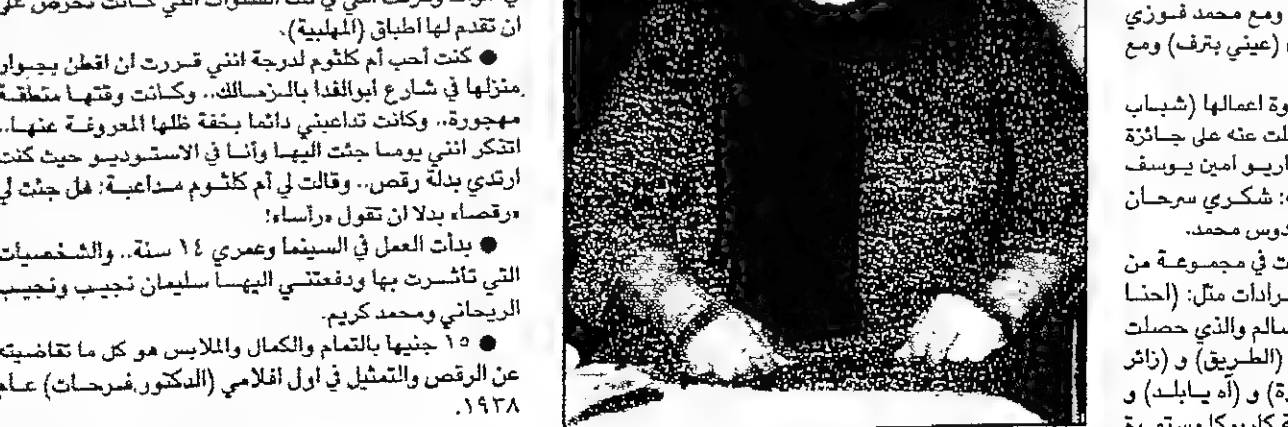 ومع محمد فوزي
(عيني بترف) ومع
وة اعمالها (شباب
لت عنه على جائزة
اريو امين يوسف
شكري سرحان
دوس محمد.
ت في مجموعة من
رادات مثل: (احنا
سالم والذي حصلت
(الطريق) و (زائر
رة) و (آه يابلد) و
ان تقدم لها اطباق (المهلبية).
● كنت أحب أم كلثوم لدرجة انني قررت ان اقطن بجوار
منزلها في شارع ابوالفدا بالزمالك.. وكانت وقتها منطقة
مهجورة.. وكانت تداعبني دائما بخفة ظلها المعروفة عنها..
اتذكر انني يوما جئت اليها وأنا في الاستوديو حيث كنت
ارتدي بدلة رقص.. وقالت لي أم كلثوم مداعبة: هل جئت لي
«رقصا» بدلا ان تقول «رأسا»!
● بدأت العمل في السينما وعمري ١٤ سنة.. والشخصيات
التي تأثرت بها ودفعتني اليها سليمان نجيب ونجيب
الريحاني ومحمد كريم.
● ١٥ جنيها بالتمام والكمال والملابس هو كل ما تقاضيته
عن الرقص والتمثيل في اول افلامي (الدكتور فرحات) عام
١٩٣٨.